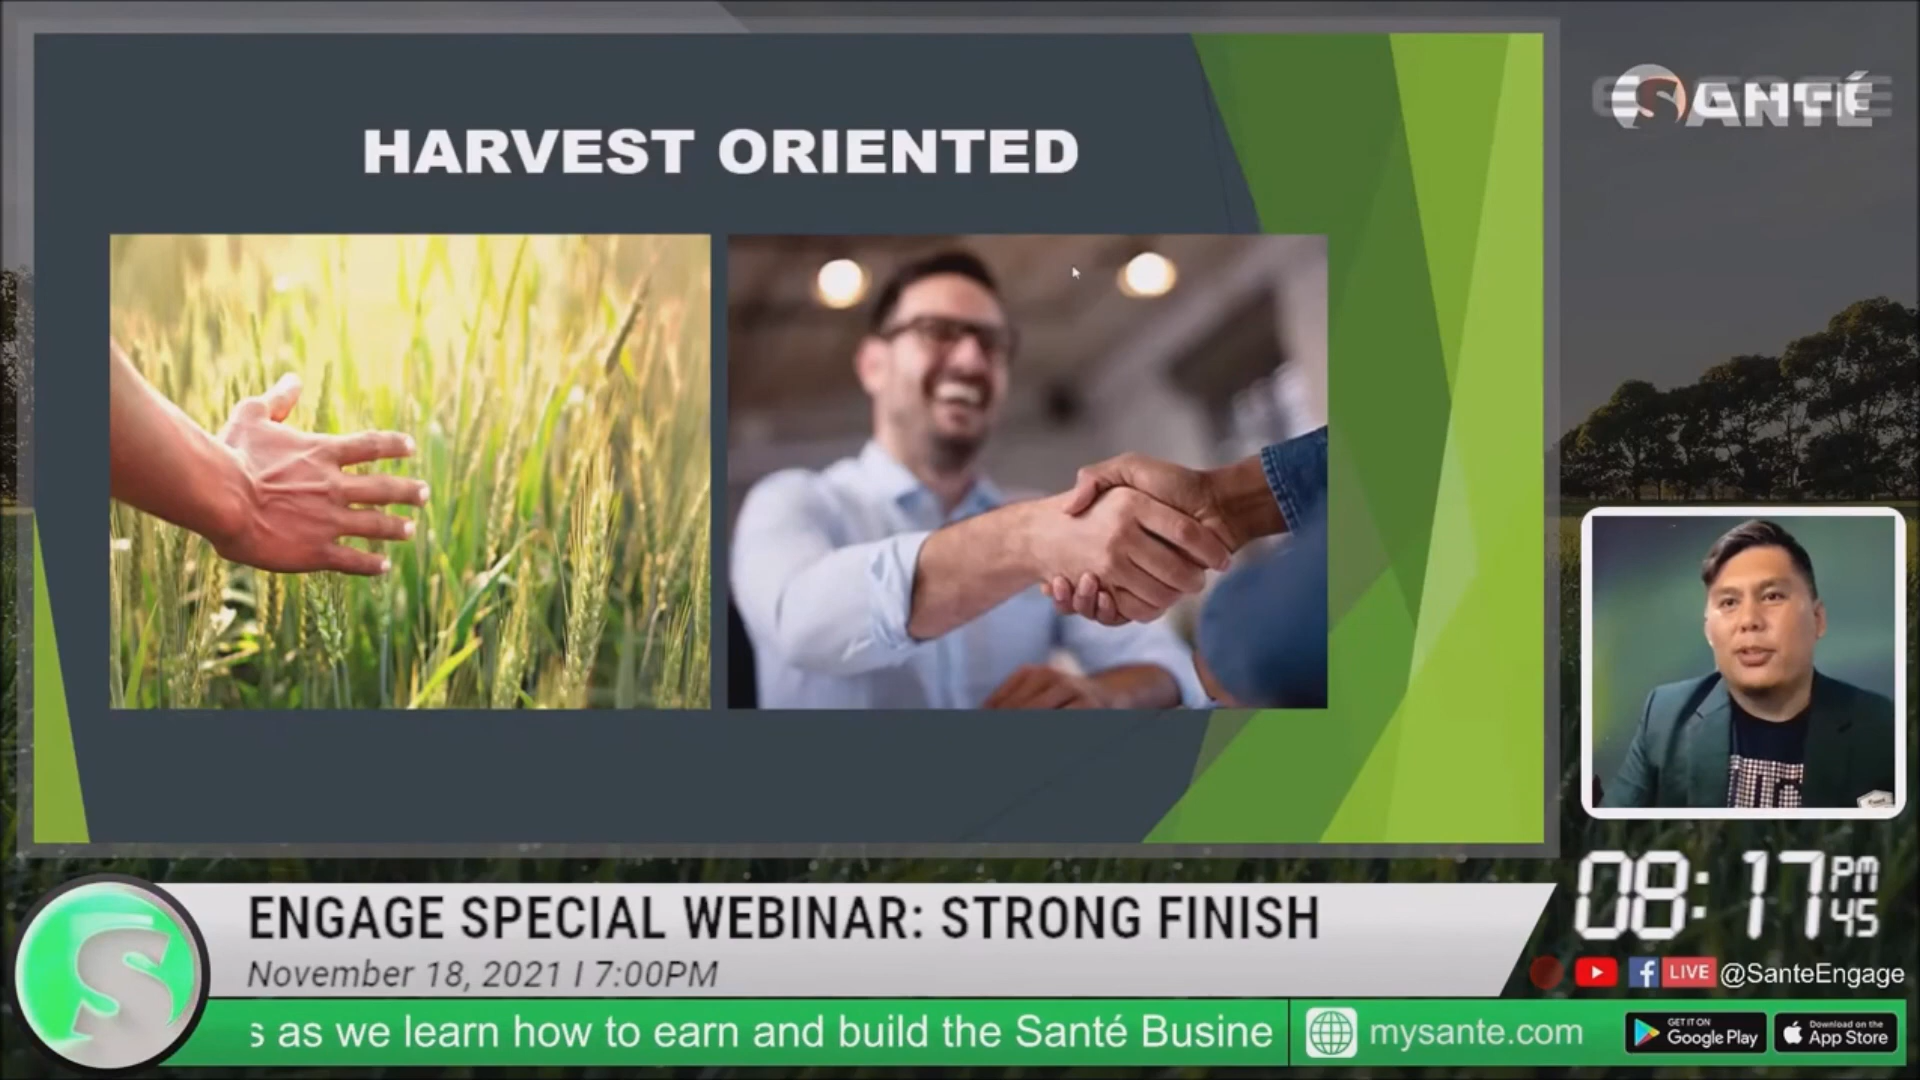 HARVEST ORIENTED
SANTÉ
ENGAGE SPECIAL WEBINAR: STRONG FINISH
November 18, 2021 I 7:00PM
08:17 PM 45
LIVE @SanteEngage
s as we learn how to earn and build the Santé Busine
mysante.com
GET IT ON
Google Play
Download on the
App Store